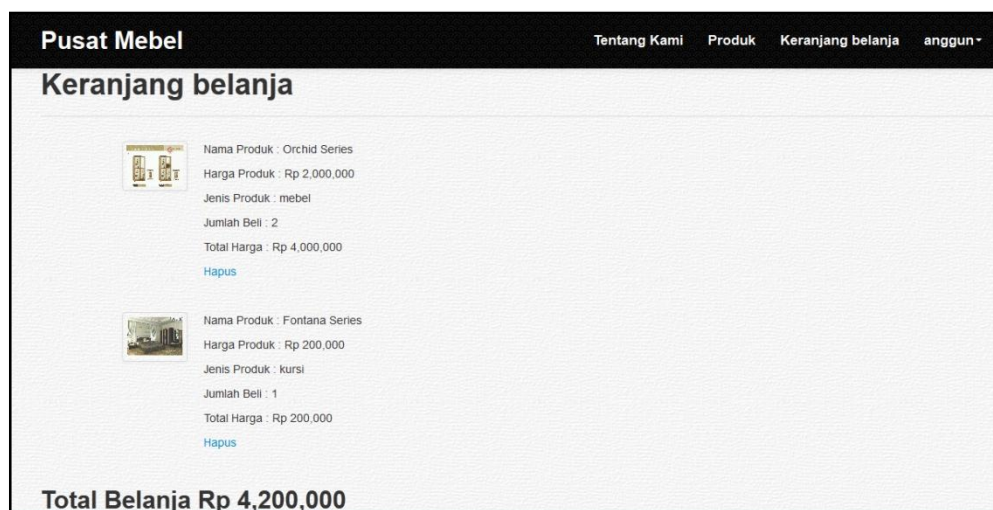 Pusat Mebel
Tentang Kami Produk Keranjang belanja anggun
Keranjang belanja
Nama Produk : Orchid Series
Harga Produk : Rp 2,000,000
Jenis Produk : mebel
Jumlah Beli : 2
Total Harga : Rp 4,000,000
Hapus
Nama Produk : Fontana Series
Harga Produk : Rp 200,000
Jenis Produk : kursi
Jumlah Beli : 1
Total Harga : Rp 200,000
Hapus
Total Belanja Rp 4,200,000